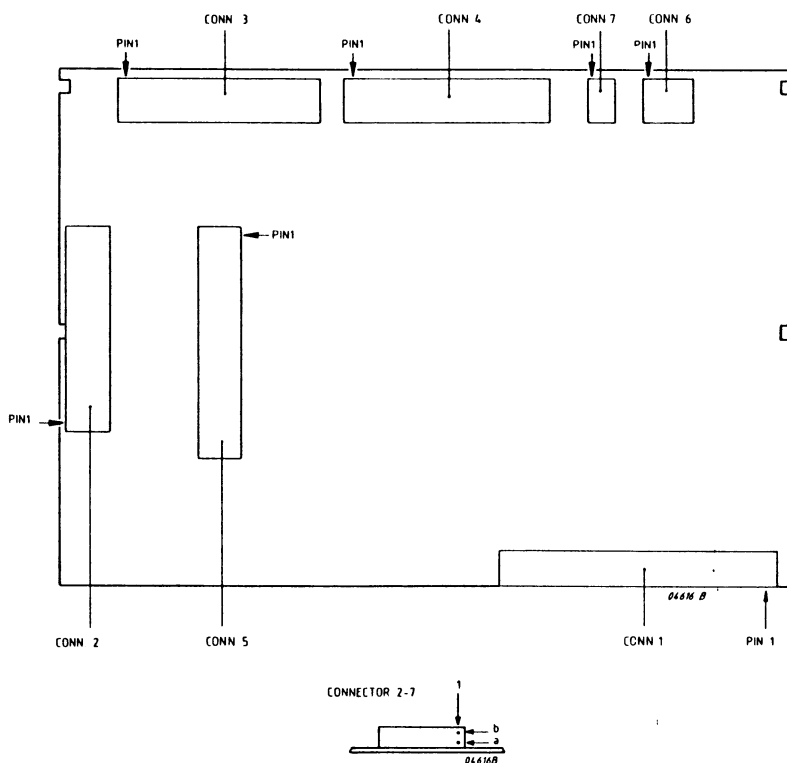 CONN 3 CONN 4 CONN 7 CONN 6
PIN1 PIN1 PIN1 PIN1
PIN1
PIN1
04616 B
CONN 2 CONN 5 CONN 1 PIN 1
CONNECTOR 2-7 1
b
a
04616B